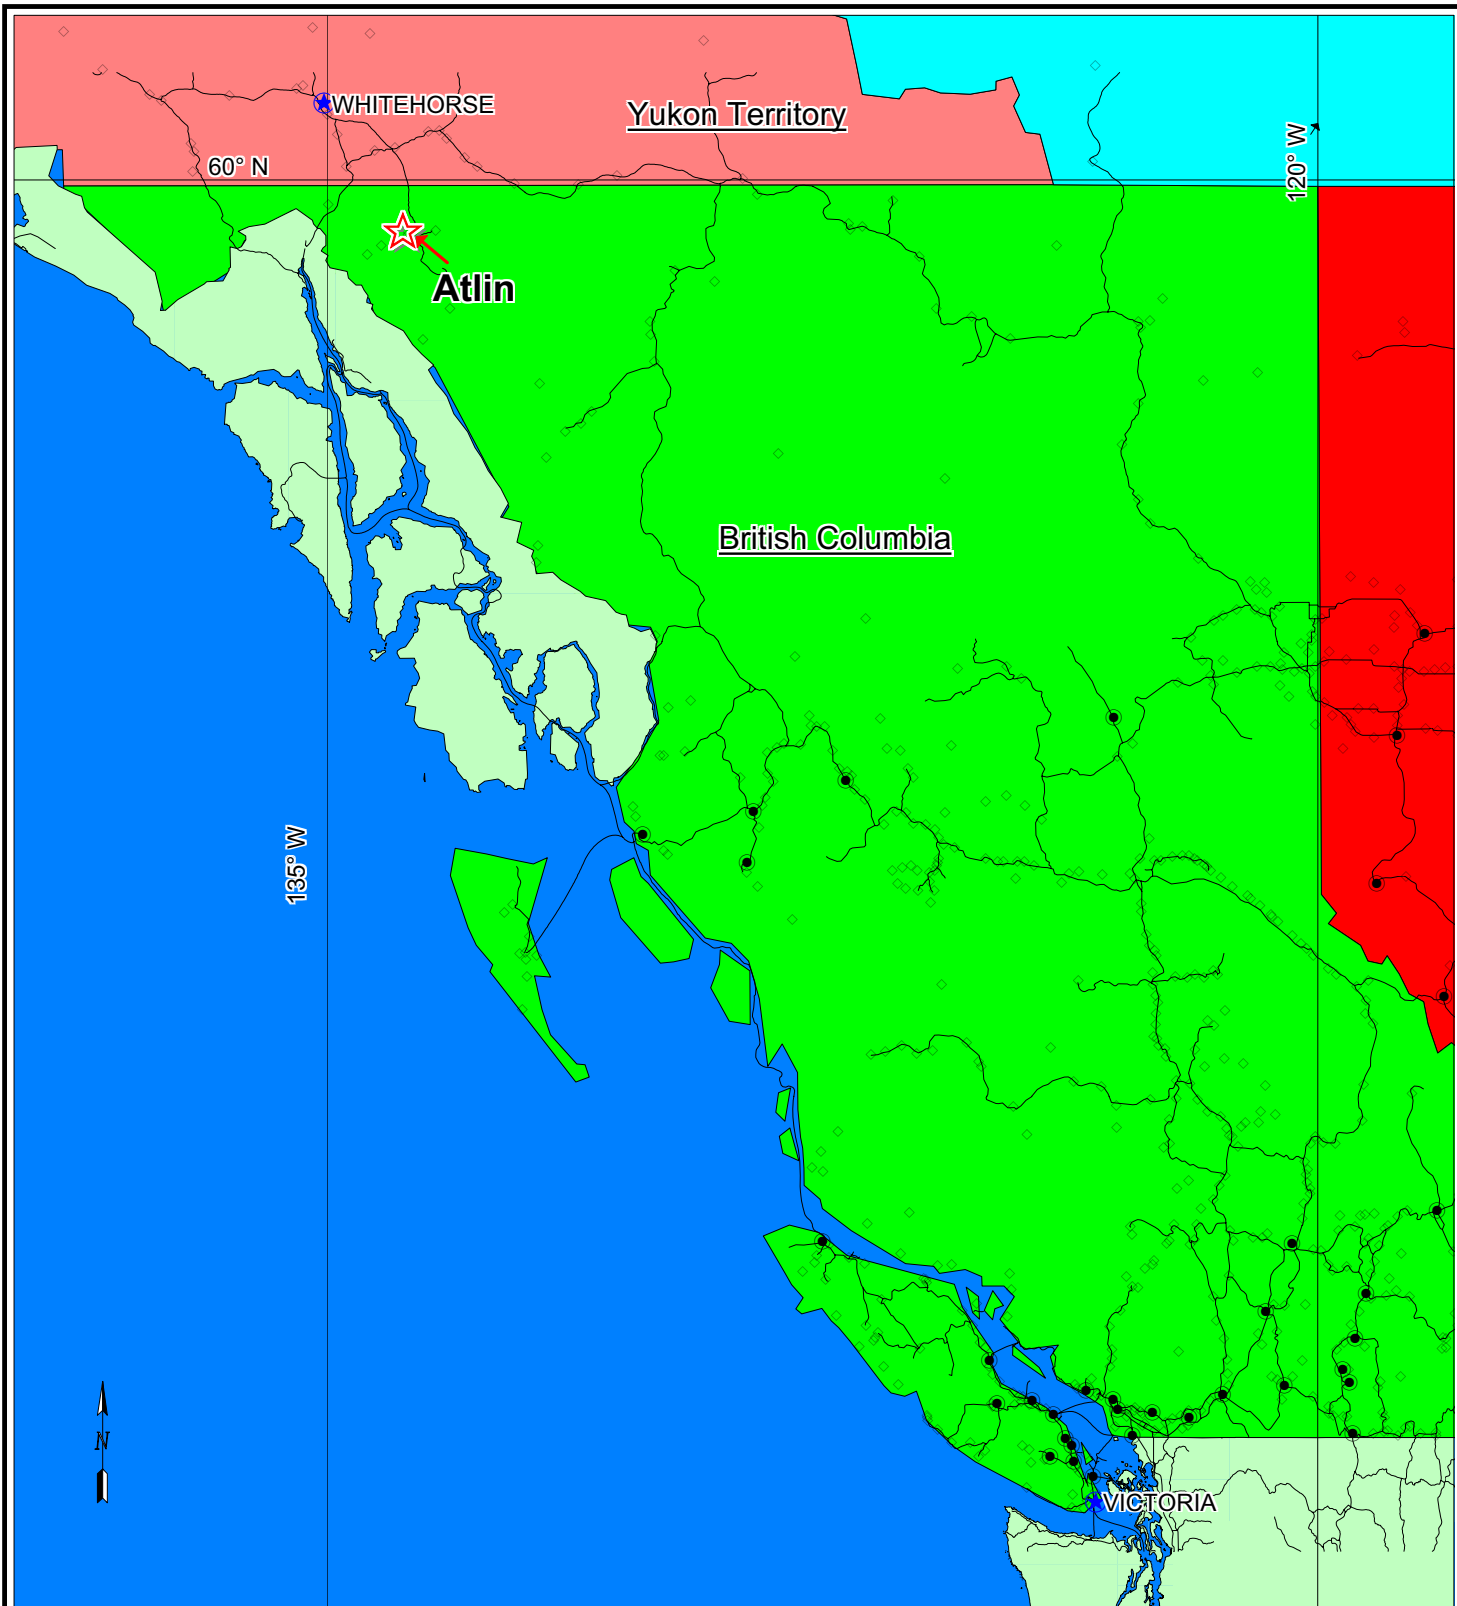 WHITEHORSE
Yukon Territory
60° N
120° W
Atlin
British Columbia
135° W
N
VICTORIA